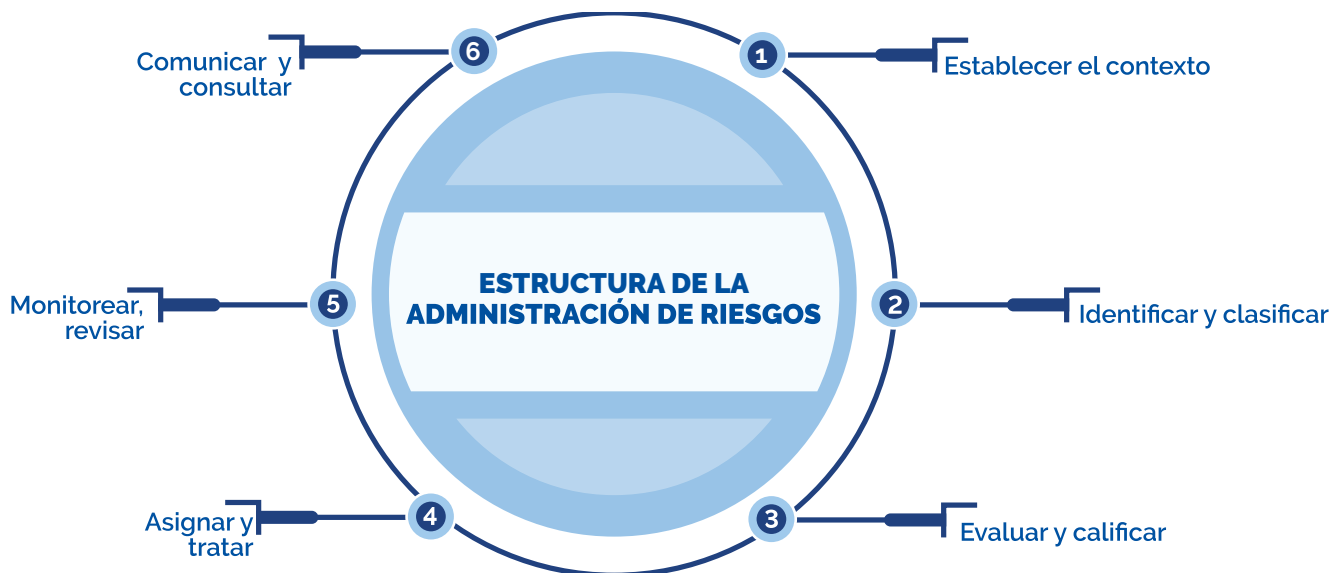 ESTRUCTURA DE LA
ADMINISTRACIÓN DE RIESGOS
1
Establecer el contexto
2
Identificar y clasificar
3
Evaluar y calificar
4
Asignar y
tratar
5
Monitorear,
revisar
6
Comunicar y
consultar